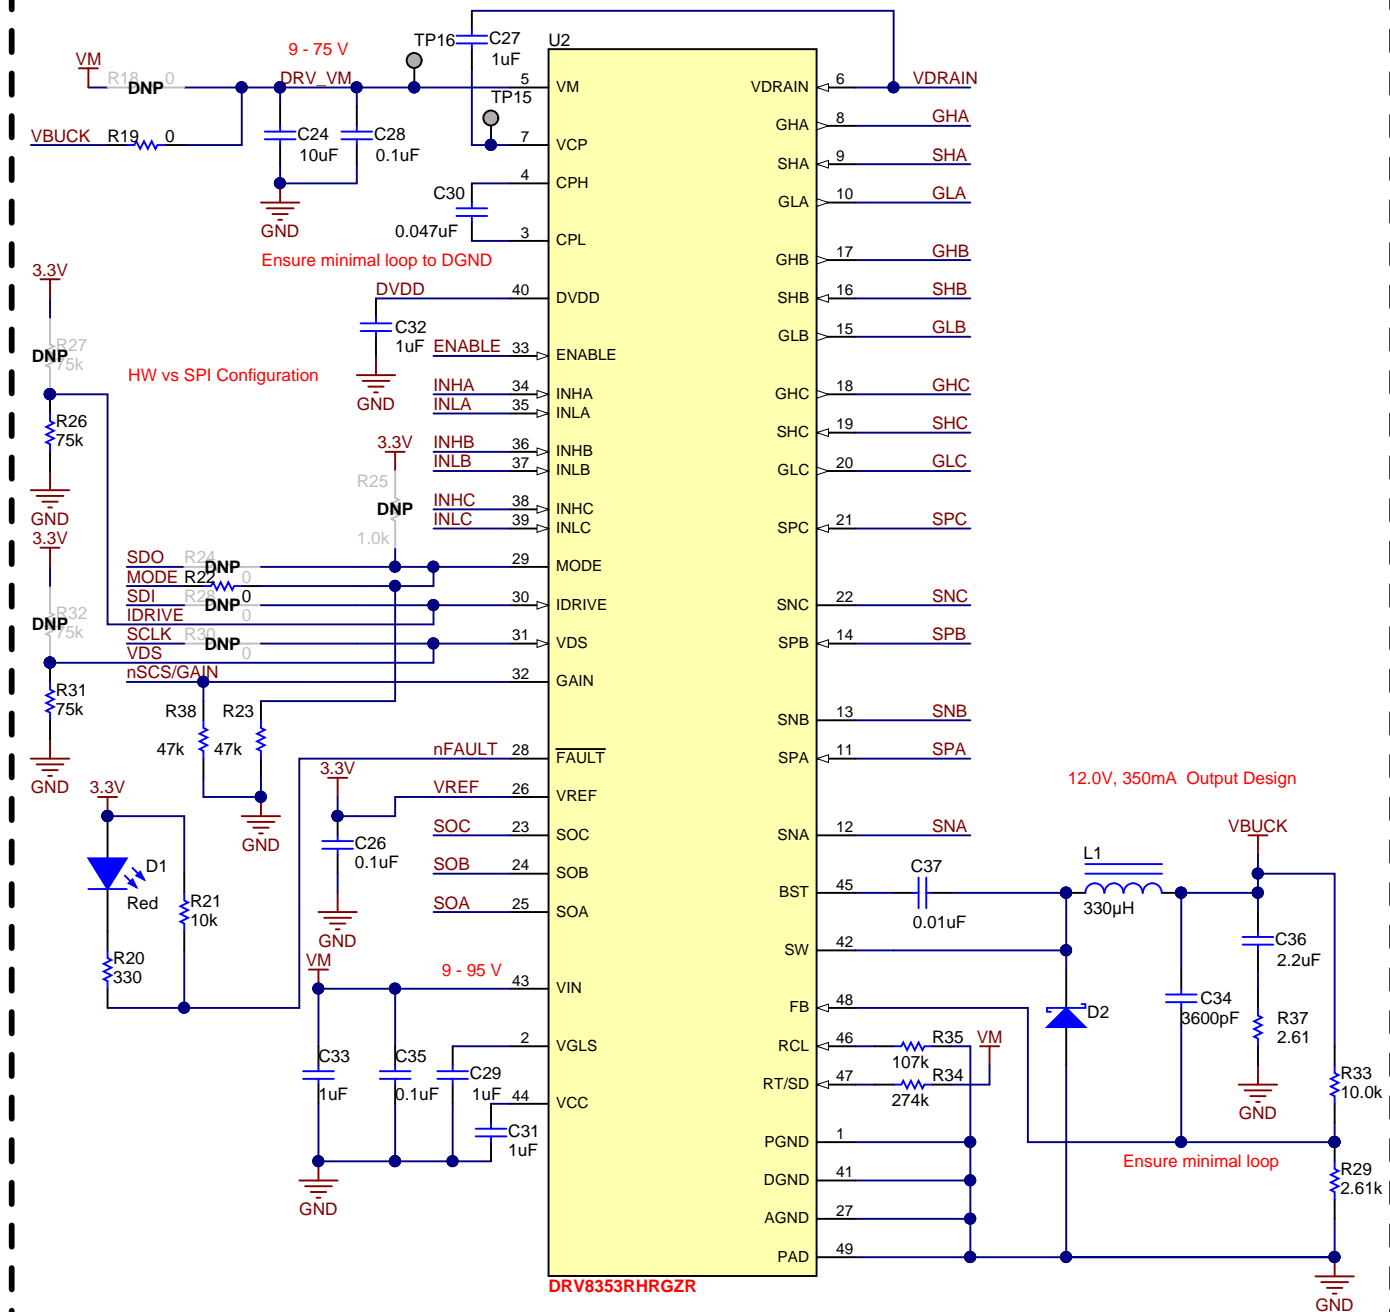 VM
R18 0
DNP
9 - 75 V
DRV_VM
TP16
C27
1uF
TP15
VBUCK
R19 0
C24
10uF
C28
0.1uF
GND
C30
0.047uF
Ensure minimal loop to DGND
3.3V
R27
DNP
75k
R26
75k
GND
HW vs SPI Configuration
DVDD
C32
1uF
GND
3.3V
R25
DNP
1.0k
ENABLE
INHA
INLA
INHB
INLB
INHC
INLC
3.3V
R32
DNP
75k
R31
75k
GND
SDO R24 DNP
MODE R22 0
SDI R28 DNP 0
IDRIVE
SCLK R30 DNP
VDS 0
nSCS/GAIN
R38
47k
R23
47k
GND
nFAULT
3.3V
VREF
C26
0.1uF
GND
SOC
SOB
SOA
3.3V
D1
Red
R21
10k
R20
330
VM
9 - 95 V
C33
1uF
C35
0.1uF
C29
1uF
C31
1uF
GND
U2
5 VM
7 VCP
4 CPH
3 CPL
40 DVDD
33 ENABLE
34 INHA
35 INLA
36 INHB
37 INLB
38 INHC
39 INLC
29 MODE
30 IDRIVE
31 VDS
32 GAIN
28 FAULT
26 VREF
23 SOC
24 SOB
25 SOA
43 VIN
2 VGLS
44 VCC
VDRAIN 6 VDRAIN
GHA 8 GHA
SHA 9 SHA
GLA 10 GLA
GHB 17 GHB
SHB 16 SHB
GLB 15 GLB
GHC 18 GHC
SHC 19 SHC
GLC 20 GLC
SPC 21 SPC
SNC 22 SNC
SPB 14 SPB
SNB 13 SNB
SPA 11 SPA
SNA 12 SNA
BST 45
SW 42
FB 48
RCL 46
RT/SD 47
PGND 1
DGND 41
AGND 27
PAD 49
DRV8353RHRGZR
12.0V, 350mA Output Design
C37
0.01uF
L1
330µH
VBUCK
C36
2.2uF
C34
3600pF
R37
2.61
GND
D2
R35
107k
R34
274k
VM
R33
10.0k
Ensure minimal loop
R29
2.61k
GND